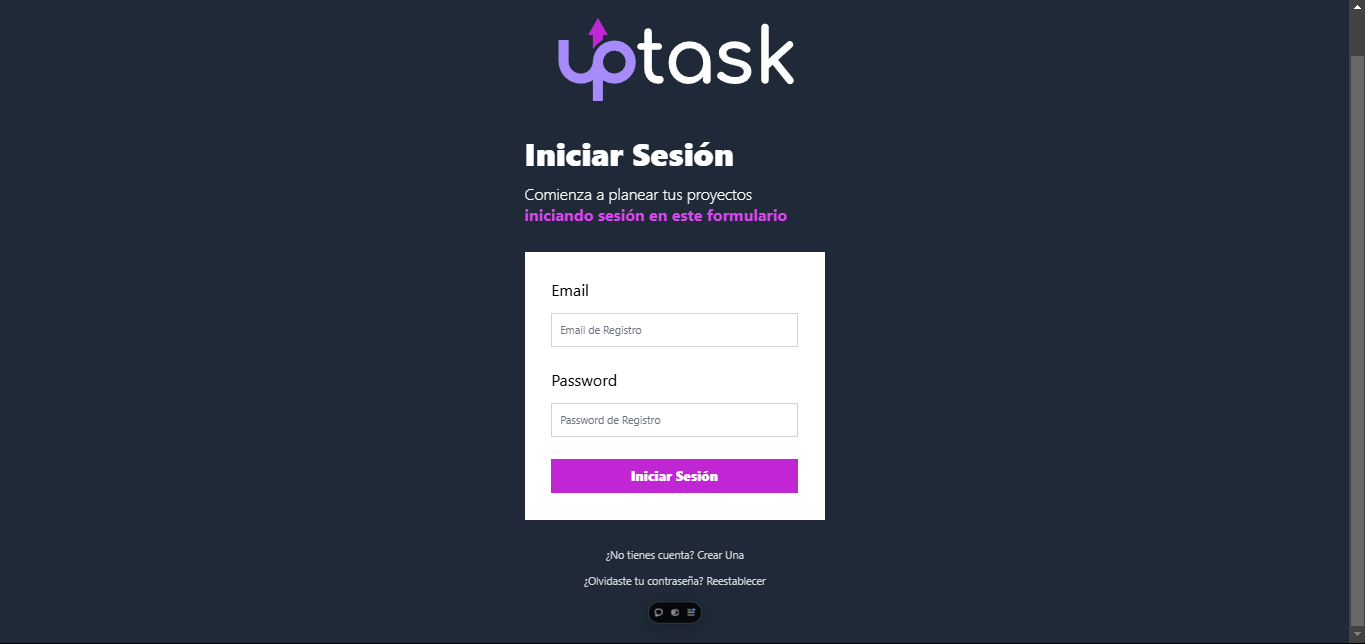 uptask
Iniciar Sesión
Comienza a planear tus proyectos
iniciando sesión en este formulario
Email
Email de Registro
Password
Password de Registro
Iniciar Sesión
¿No tienes cuenta? Crear Una
¿Olvidaste tu contraseña? Reestablecer